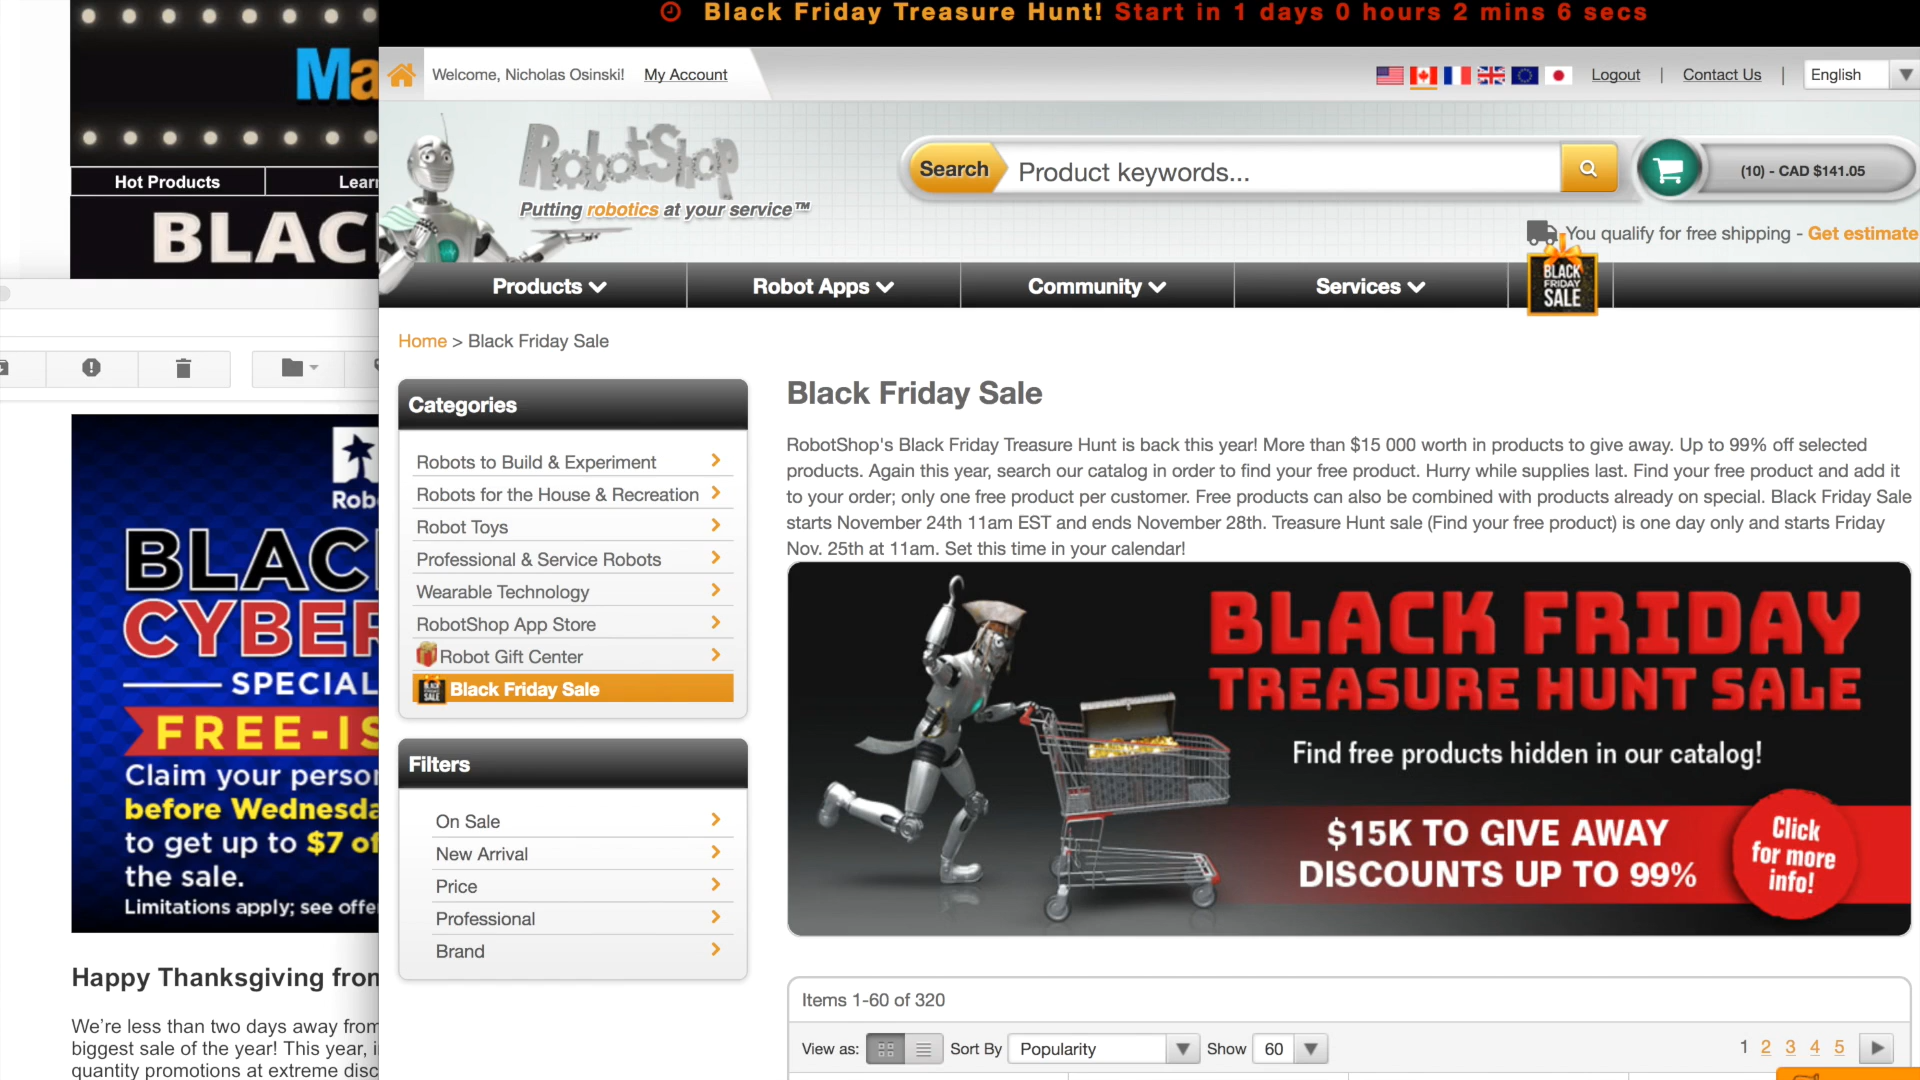 Black Friday Treasure Hunt! Start in 1 days 0 hours 2 mins 6 secs
Ma
Hot Products
Lear
BLAC
BLAC
CYBER
SPECIAL
FREE-IS
Claim your person
before Wednesda
to get up to $7 of
the sale.
Limitations apply; see offe
Happy Thanksgiving from
We're less than two days away from
biggest sale of the year! This year, i
quantity promotions at extreme disc
Welcome, Nicholas Osinski! My Account
Logout | Contact Us | English
RobotShop
Putting robotics at your service™
Search Product keywords...
(10) - CAD $141.05
You qualify for free shipping - Get estimate
Products Robot Apps Community Services
BLACK
FRIDAY
SALE
Home > Black Friday Sale
Categories
Robots to Build & Experiment
Robots for the House & Recreation
Robot Toys
Professional & Service Robots
Wearable Technology
RobotShop App Store
Robot Gift Center
Black Friday Sale
Filters
On Sale
New Arrival
Price
Professional
Brand
Black Friday Sale
RobotShop's Black Friday Treasure Hunt is back this year! More than $15 000 worth in products to give away. Up to 99% off selected
products. Again this year, search our catalog in order to find your free product. Hurry while supplies last. Find your free product and add it
to your order; only one free product per customer. Free products can also be combined with products already on special. Black Friday Sale
starts November 24th 11am EST and ends November 28th. Treasure Hunt sale (Find your free product) is one day only and starts Friday
Nov. 25th at 11am. Set this time in your calendar!
BLACK FRIDAY
TREASURE HUNT SALE
Find free products hidden in our catalog!
$15K TO GIVE AWAY
DISCOUNTS UP TO 99%
Click
for more
info!
Items 1-60 of 320
View as: Sort By Popularity Show 60
1 2 3 4 5